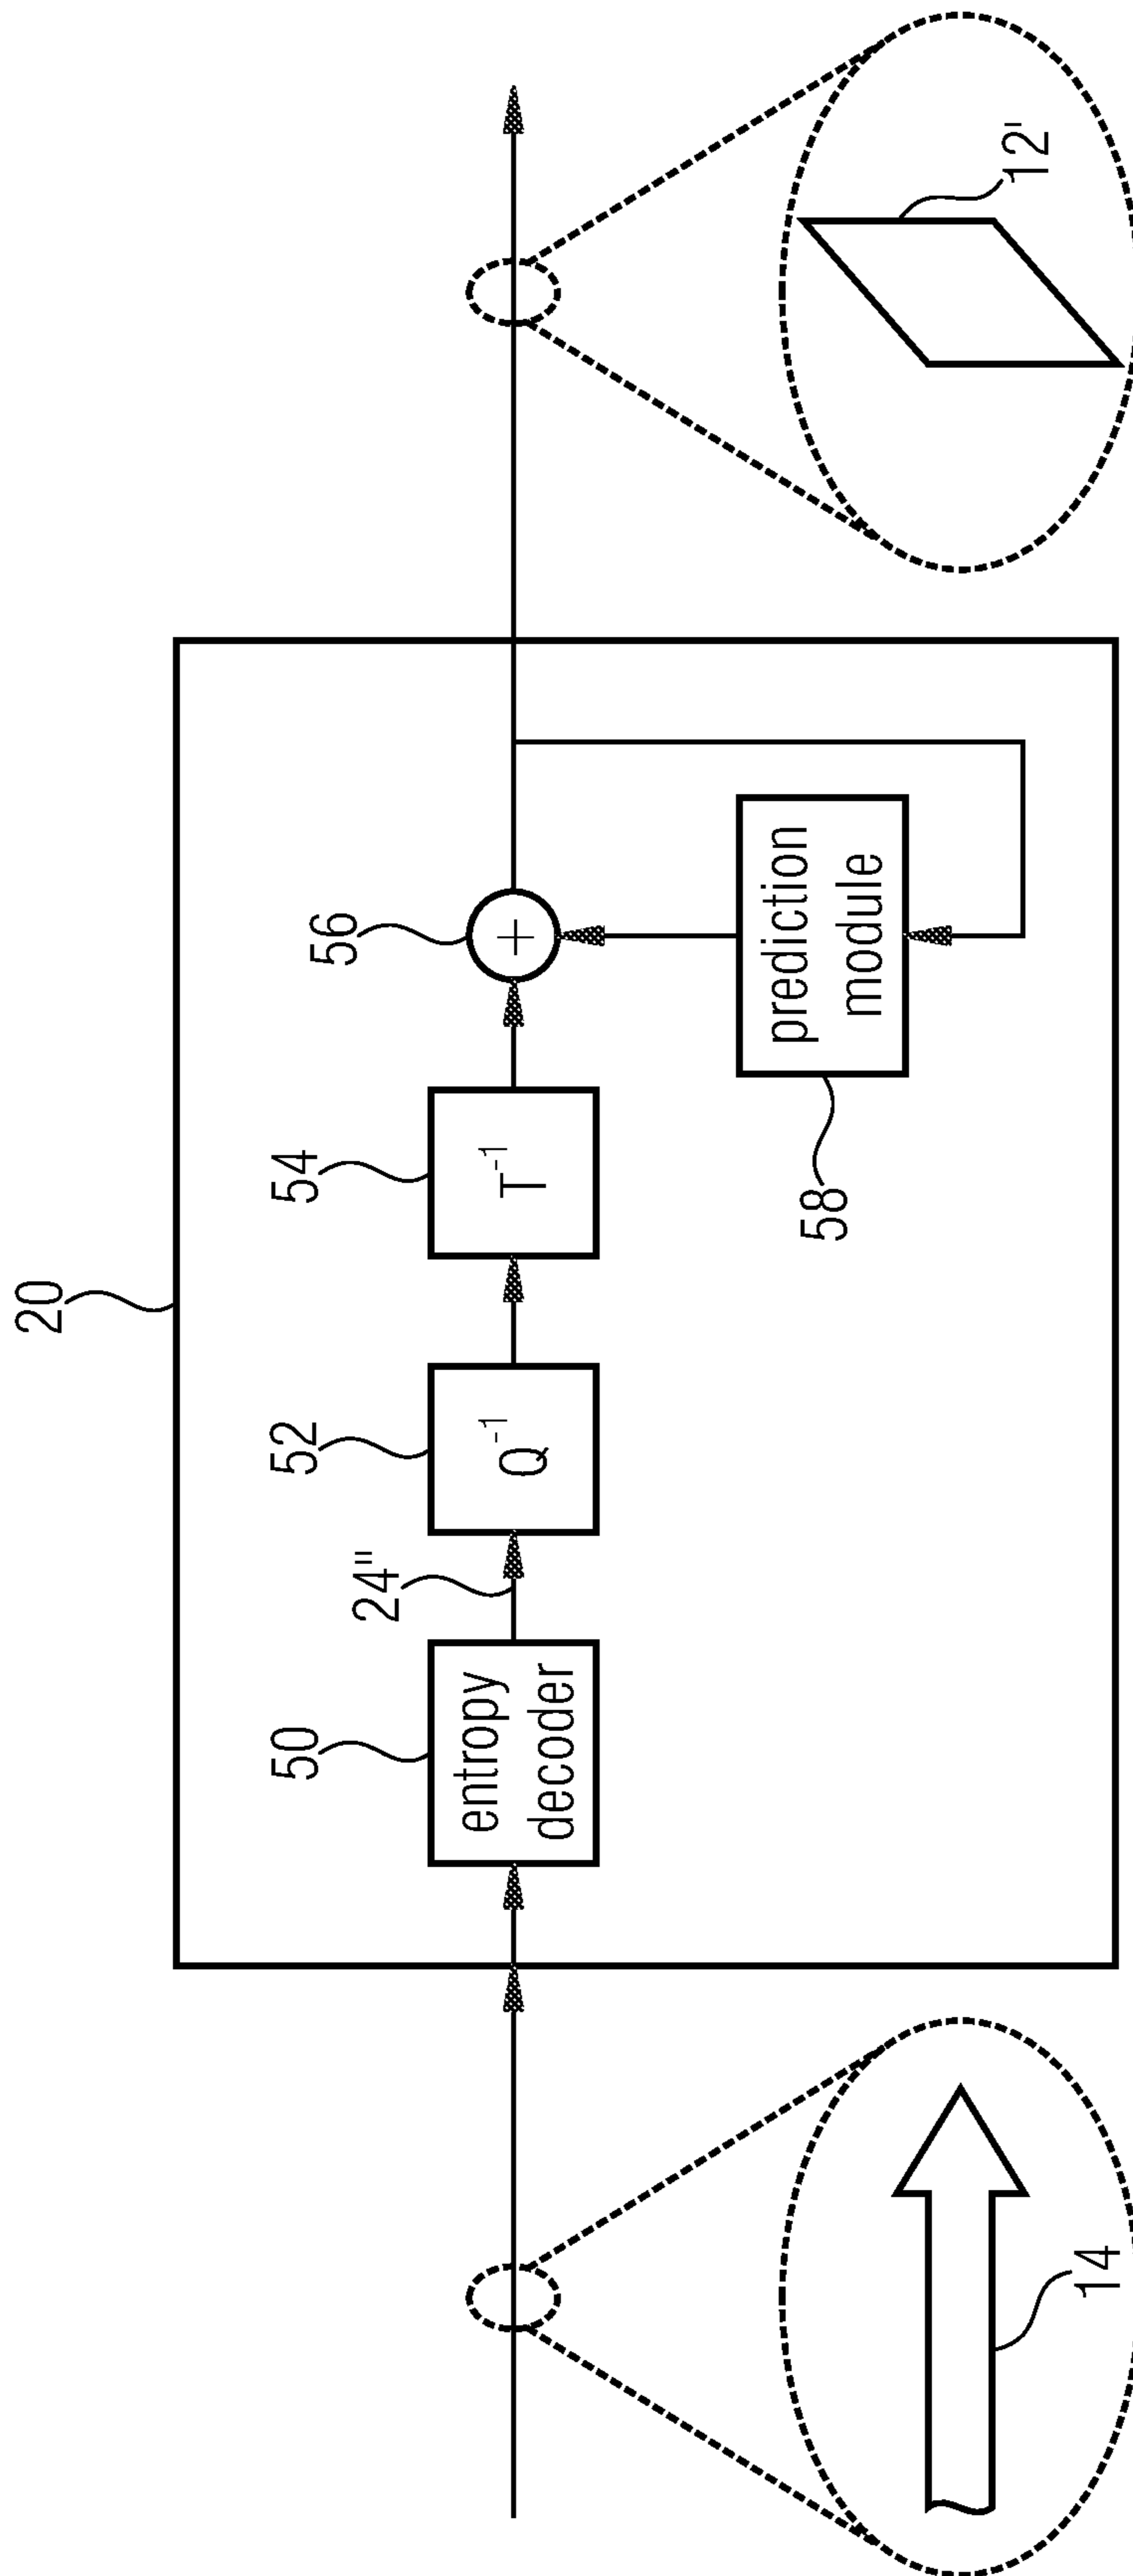 20
50
entropy
decoder
24"
52
Q⁻¹
54
T⁻¹
56
+
58
prediction
module
14
12'